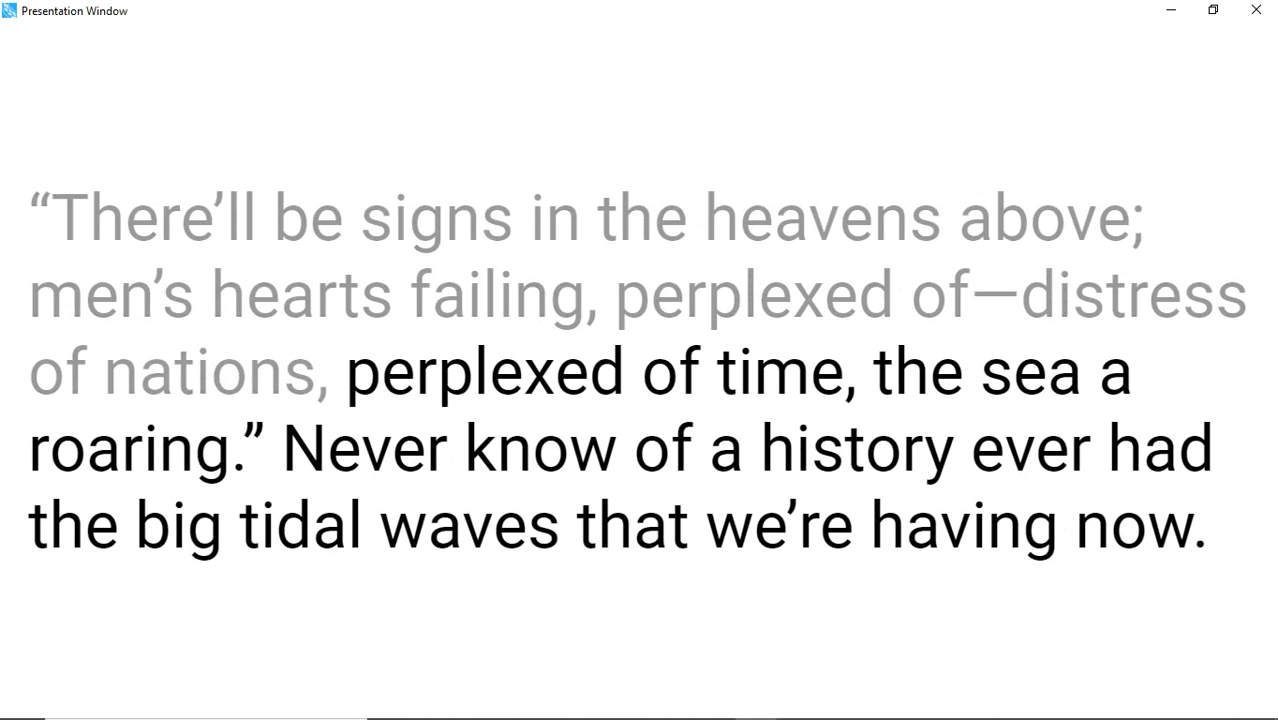 Presentation Window
“There’ll be signs in the heavens above;
men’s hearts failing, perplexed of—distress
of nations, perplexed of time, the sea a
roaring.” Never know of a history ever had
the big tidal waves that we’re having now.